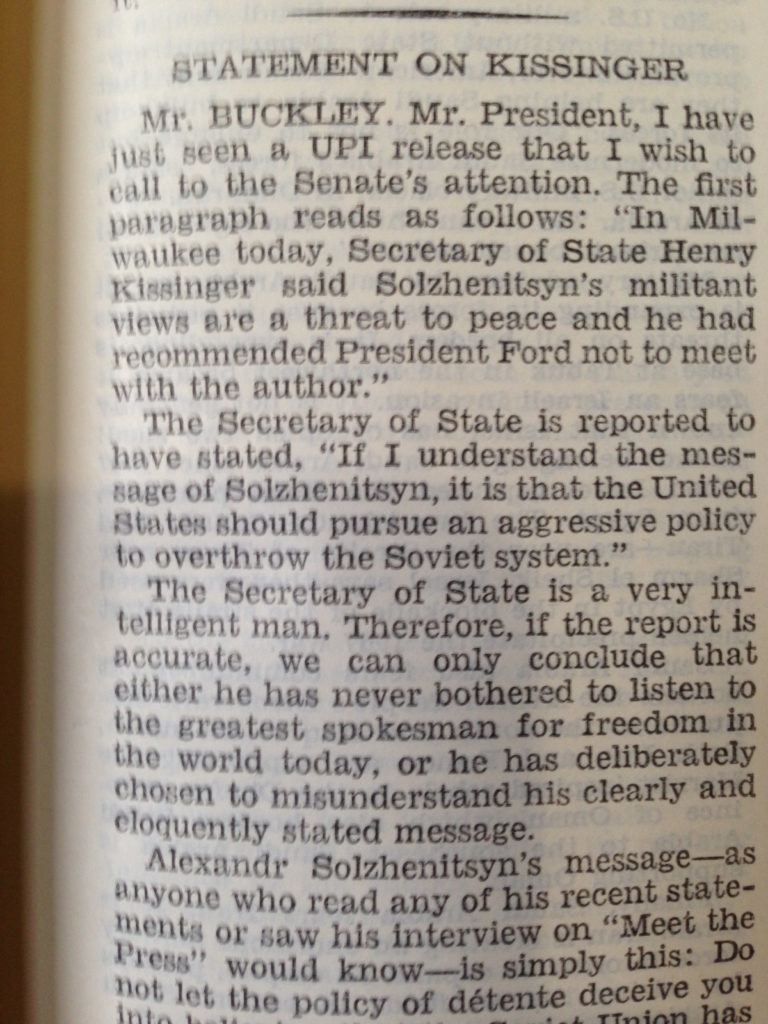 STATEMENT ON KISSINGER
Mr. BUCKLEY. Mr. President, I have
just seen a UPI release that I wish to
call to the Senate's attention. The first
paragraph reads as follows: "In Mil-
waukee today, Secretary of State Henry
Kissinger said Solzhenitsyn's militant
views are a threat to peace and he had
recommended President Ford not to meet
with the author."
The Secretary of State is reported to
have stated, "If I understand the mes-
sage of Solzhenitsyn, it is that the United
States should pursue an aggressive policy
to overthrow the Soviet system."
The Secretary of State is a very in-
telligent man. Therefore, if the report is
accurate, we can only conclude that
either he has never bothered to listen to
the greatest spokesman for freedom in
the world today, or he has deliberately
chosen to misunderstand his clearly and
eloquently stated message.
Alexandr Solzhenitsyn's message—as
anyone who read any of his recent state-
ments or saw his interview on "Meet the
Press" would know—is simply this: Do
not let the policy of détente deceive you
into Soviet Union has